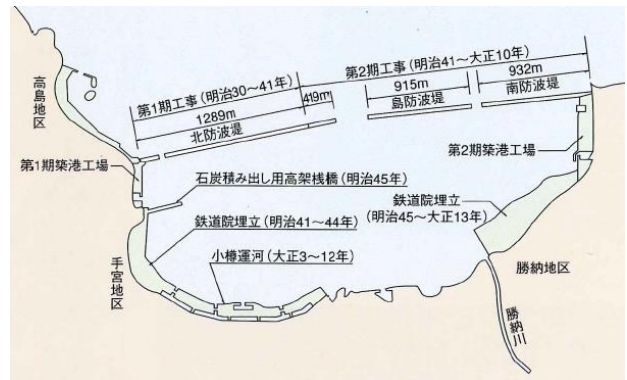 第2期工事(明治41〜大正10年)
第1期工事(明治30〜41年)
419m
915m
932m
島防波堤
南防波堤
1289m
北防波堤
高島地区
第1期築港工場
第2期築港工場
石炭積み出し用高架桟橋(明治45年)
鉄道院埋立
(明治45〜大正13年)
鉄道院埋立(明治41〜44年)
小樽運河(大正3〜12年)
手宮地区
勝納地区
勝納川